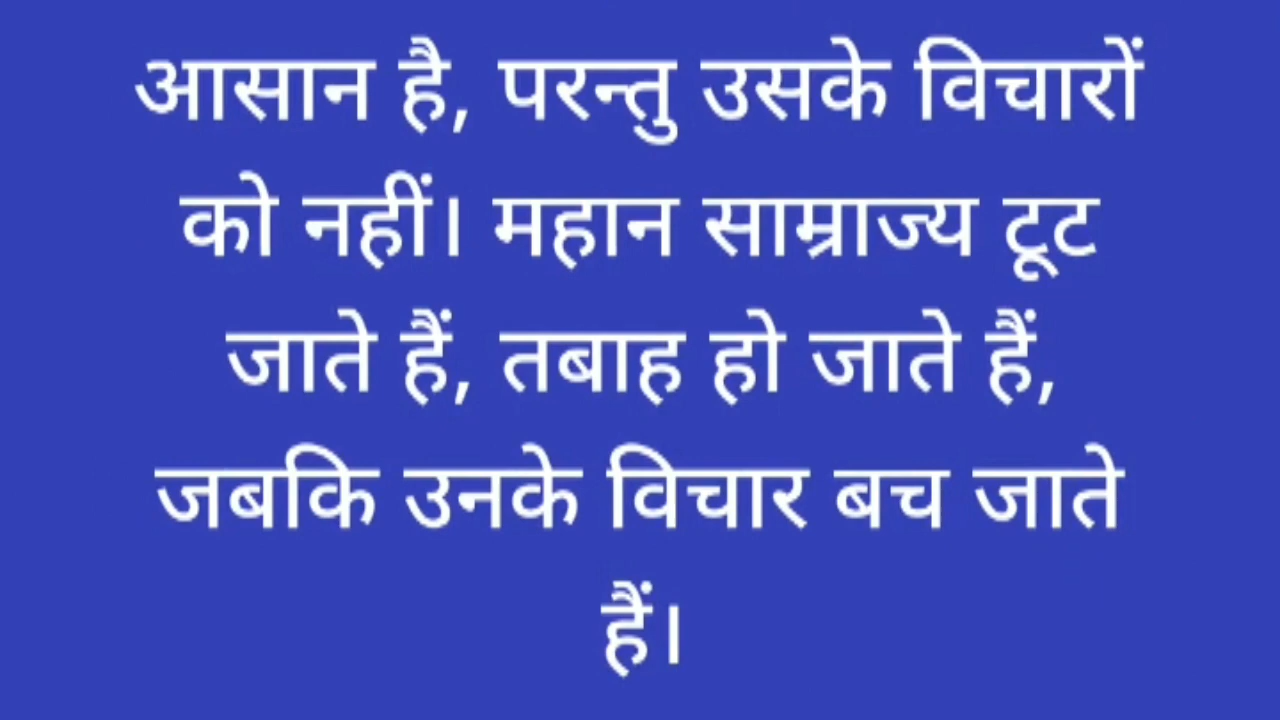 आसान है, परन्तु उसके विचारों
को नहीं। महान साम्राज्य टूट
जाते हैं, तबाह हो जाते हैं,
जबकि उनके विचार बच जाते
हैं।